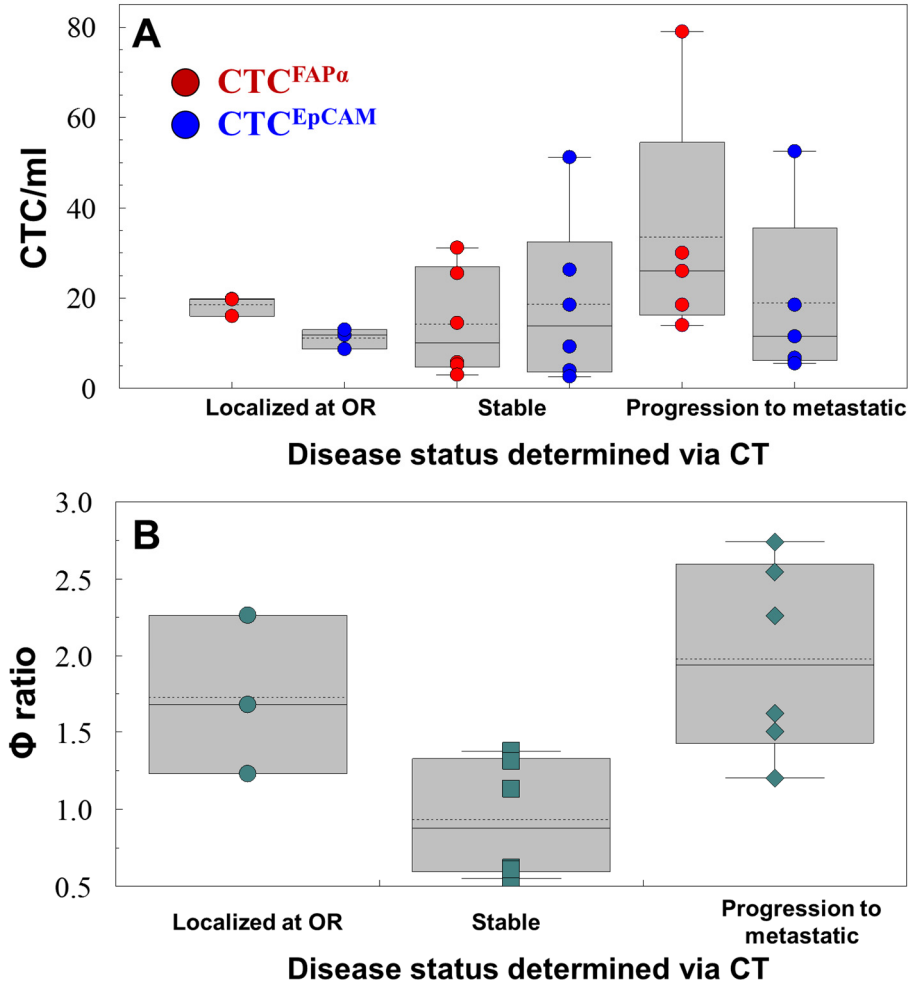 A
CTC^FAPα
CTC^EpCAM
CTC/ml
80
60
40
20
0
Localized at OR
Stable
Progression to metastatic
Disease status determined via CT
B
Φ ratio
3.0
2.5
2.0
1.5
1.0
0.5
Localized at OR
Stable
Progression to
metastatic
Disease status determined via CT